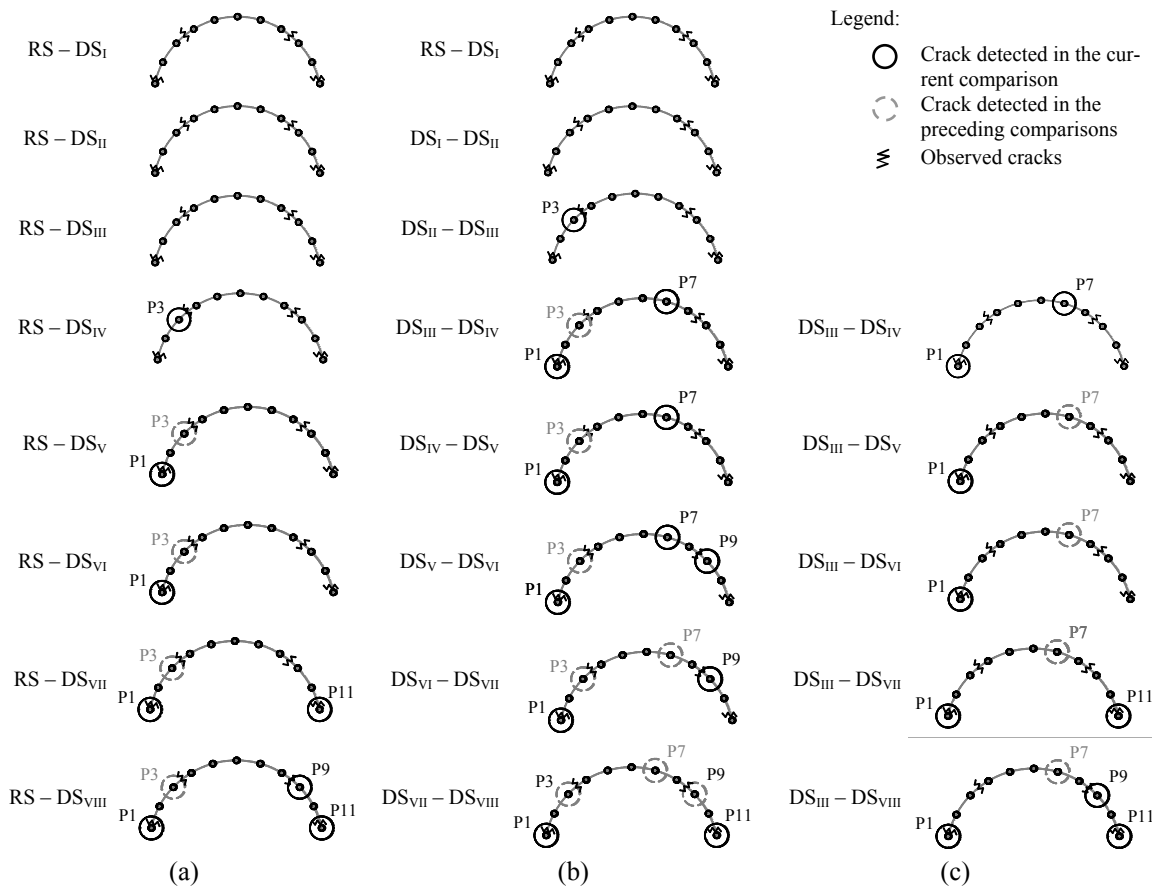 Legend:
RS – DSI
RS – DSI
Crack detected in the cur-
rent comparison
Crack detected in the
preceding comparisons
Observed cracks
RS – DSII
DSI – DSII
RS – DSIII
DSII – DSIII
P3
RS – DSIV
P3
DSIII – DSIV
P1
P3
P7
DSIII – DSIV
P1
P7
RS – DSV
P1
P3
DSIV – DSV
P1
P3
P7
DSIII – DSV
P1
P7
RS – DSVI
P1
P3
DSV – DSVI
P1
P3
P7
P9
DSIII – DSVI
P1
P7
RS – DSVII
P1
P3
P11
DSVI – DSVII
P1
P3
P7
P9
DSIII – DSVII
P1
P7
P11
RS – DSVIII
P1
P3
P9
P11
DSVII – DSVIII
P1
P3
P7
P9
P11
DSIII – DSVIII
P1
P7
P9
P11
(a)
(b)
(c)